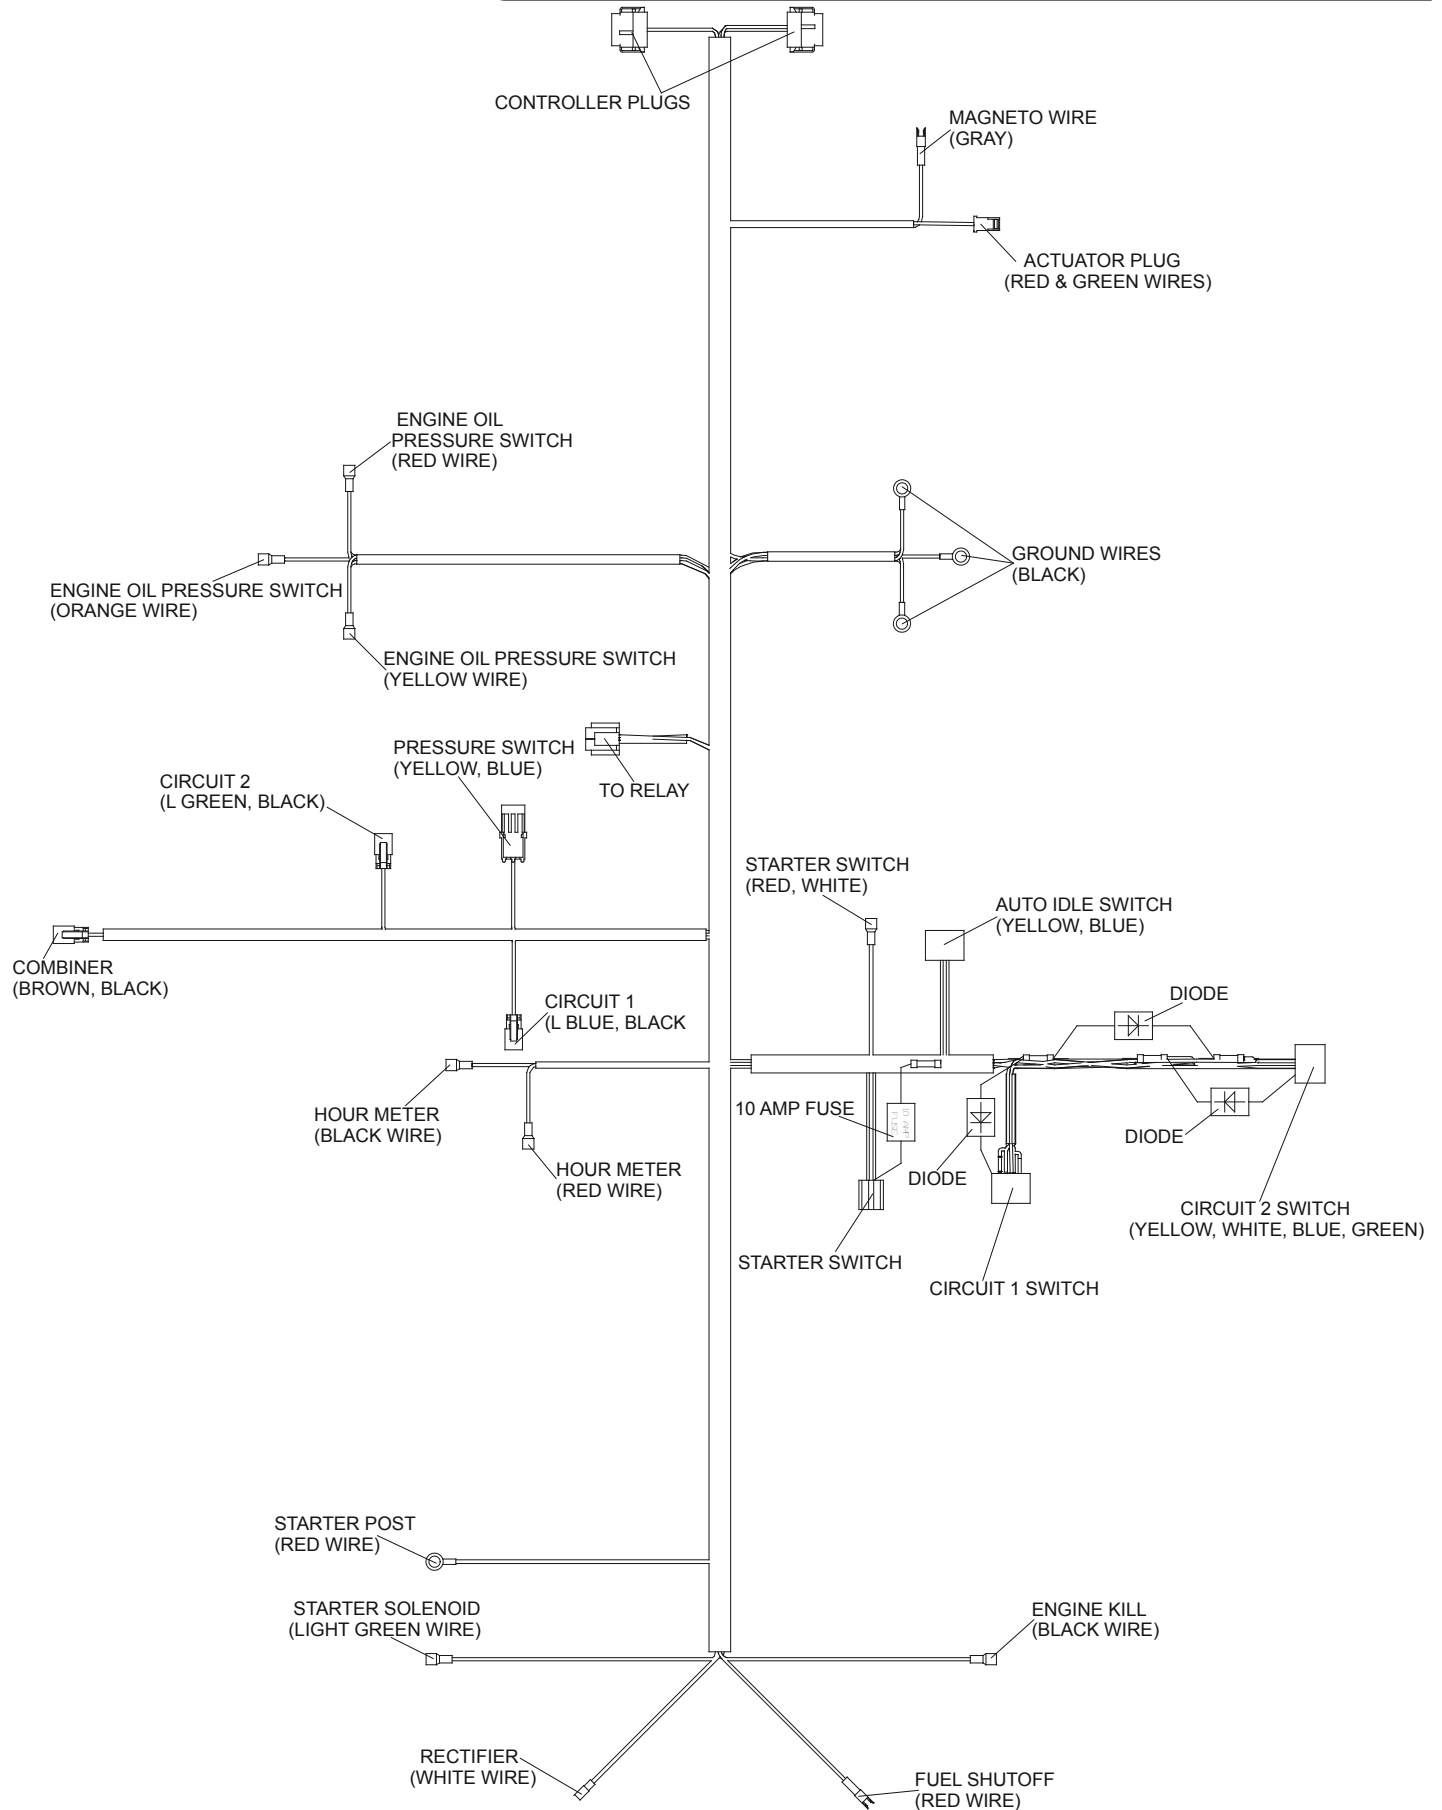 CONTROLLER PLUGS
MAGNETO WIRE
(GRAY)
ACTUATOR PLUG
(RED & GREEN WIRES)
ENGINE OIL
PRESSURE SWITCH
(RED WIRE)
ENGINE OIL PRESSURE SWITCH
(ORANGE WIRE)
GROUND WIRES
(BLACK)
ENGINE OIL PRESSURE SWITCH
(YELLOW WIRE)
PRESSURE SWITCH
(YELLOW, BLUE)
TO RELAY
CIRCUIT 2
(L GREEN, BLACK)
STARTER SWITCH
(RED, WHITE)
AUTO IDLE SWITCH
(YELLOW, BLUE)
COMBINER
(BROWN, BLACK)
CIRCUIT 1
(L BLUE, BLACK
DIODE
HOUR METER
(BLACK WIRE)
10 AMP FUSE
10 AMP
FUSE
DIODE
DIODE
HOUR METER
(RED WIRE)
CIRCUIT 2 SWITCH
(YELLOW, WHITE, BLUE, GREEN)
STARTER SWITCH
CIRCUIT 1 SWITCH
STARTER POST
(RED WIRE)
STARTER SOLENOID
(LIGHT GREEN WIRE)
ENGINE KILL
(BLACK WIRE)
RECTIFIER
(WHITE WIRE)
FUEL SHUTOFF
(RED WIRE)